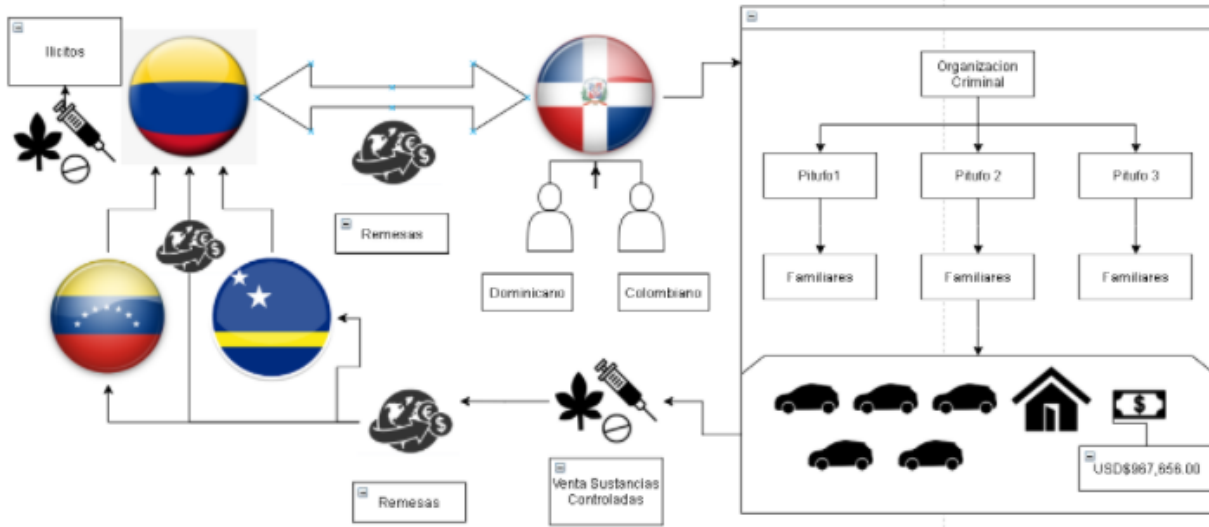 Ilicitos
Remesas
Dominicano
Colombiano
Organizacion
Criminal
Pitufo1
Pitufo 2
Pitufo 3
Familiares
Familiares
Familiares
USD$967,656.00
Venta Sustancias
Controladas
Remesas